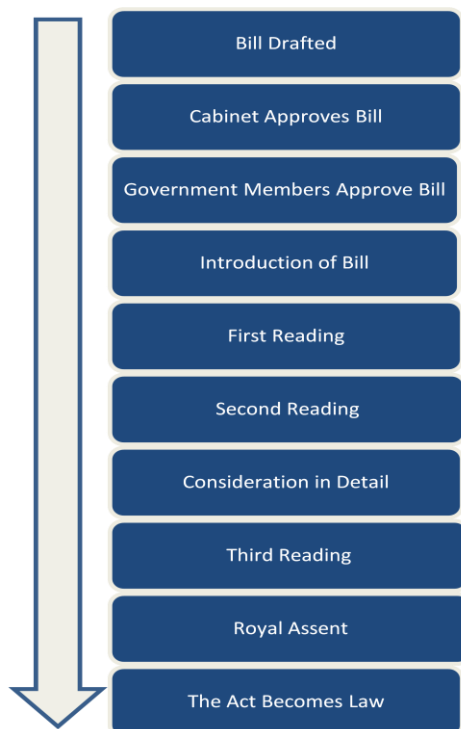 Bill Drafted
Cabinet Approves Bill
Government Members Approve Bill
Introduction of Bill
First Reading
Second Reading
Consideration in Detail
Third Reading
Royal Assent
The Act Becomes Law